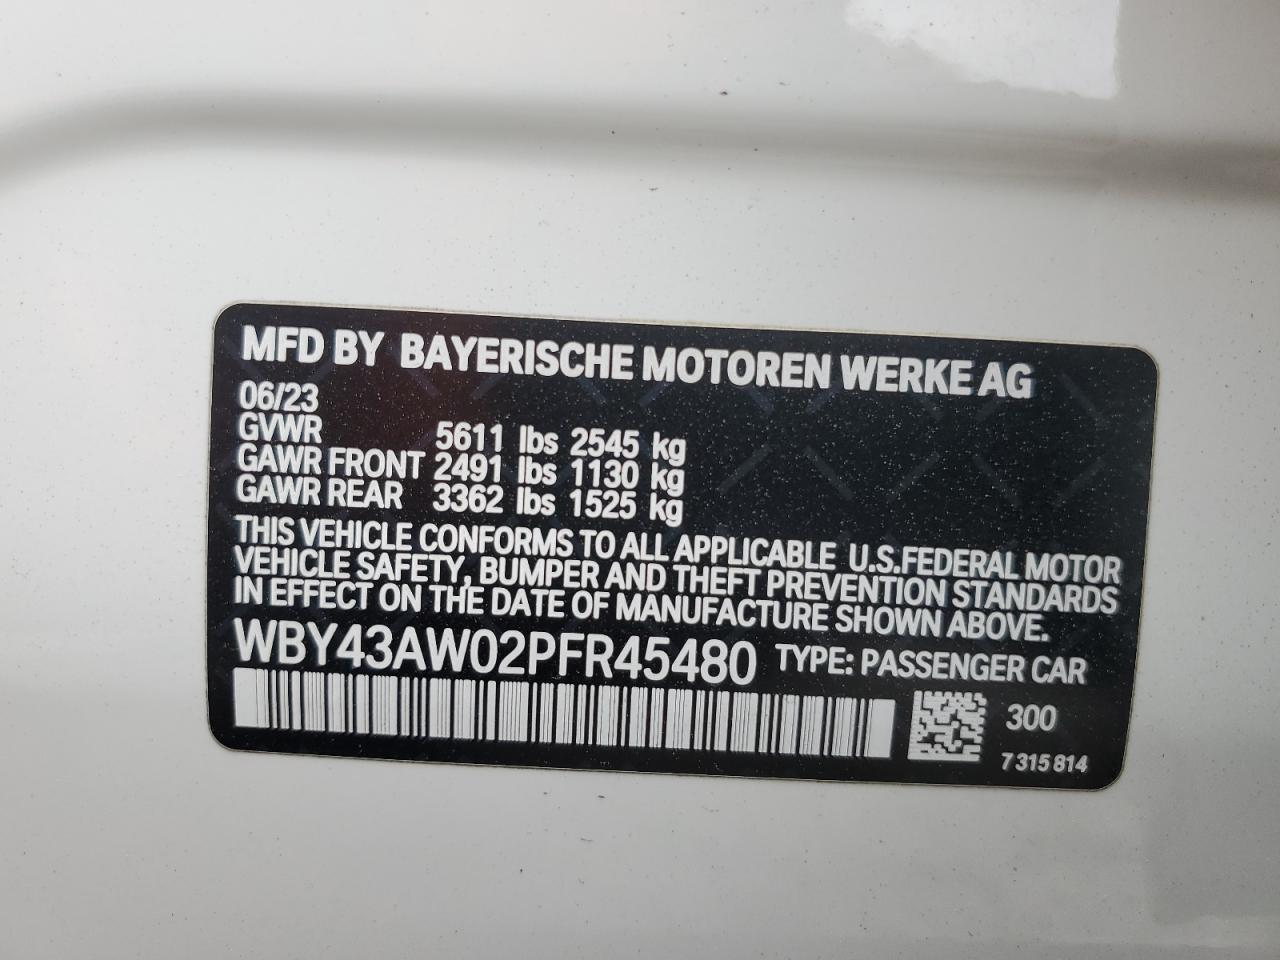 MFD BY BAYERISCHE MOTOREN WERKE AG
06/23
GVWR 5611 lbs 2545 kg
GAWR FRONT 2491 lbs 1130 kg
GAWR REAR 3362 lbs 1525 kg
THIS VEHICLE CONFORMS TO ALL APPLICABLE U.S.FEDERAL MOTOR
VEHICLE SAFETY, BUMPER AND THEFT PREVENTION STANDARDS
IN EFFECT ON THE DATE OF MANUFACTURE SHOWN ABOVE.
WBY43AW02PFR45480 TYPE: PASSENGER CAR
300
7 315 814